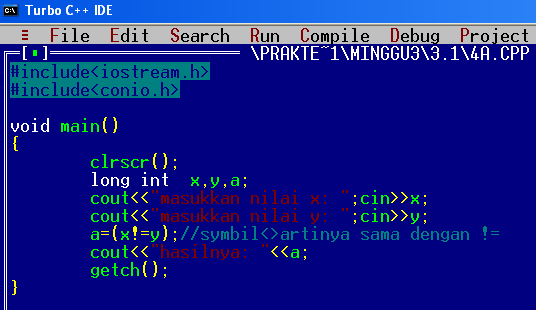 Turbo C++ IDE
≡ File Edit Search Run Compile Debug Project
[■] \PRAKTE~1\MINGGU3\3.1\4A.CPP
#include<iostream.h>
#include<conio.h>
void main()
{
clrscr();
long int  x,y,a;
cout<<"masukkan nilai x: ";cin>>x;
cout<<"masukkan nilai y: ";cin>>y;
a=(x!=y);//symbil<>artinya sama dengan !=
cout<<"hasilnya: "<<a;
getch();
}